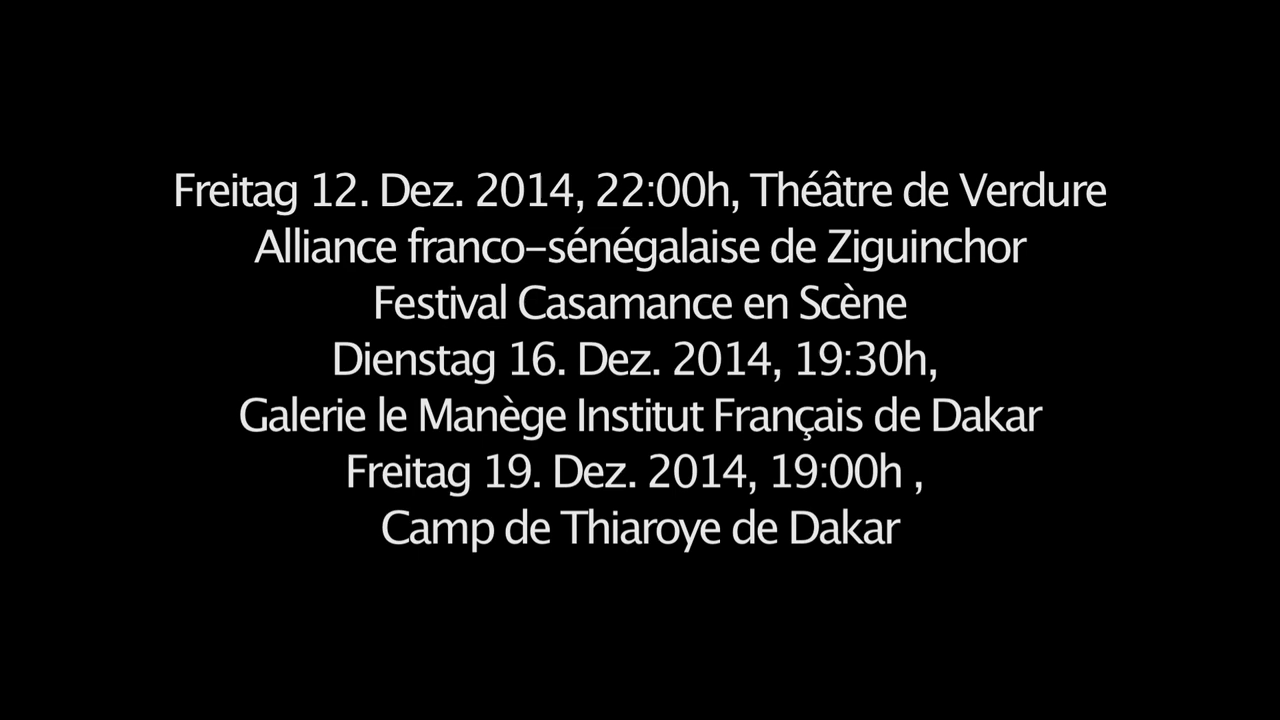 Freitag 12. Dez. 2014, 22:00h, Théâtre de Verdure
Alliance franco–sénégalaise de Ziguinchor
Festival Casamance en Scène
Dienstag 16. Dez. 2014, 19:30h,
Galerie le Manège Institut Français de Dakar
Freitag 19. Dez. 2014, 19:00h ,
Camp de Thiaroye de Dakar